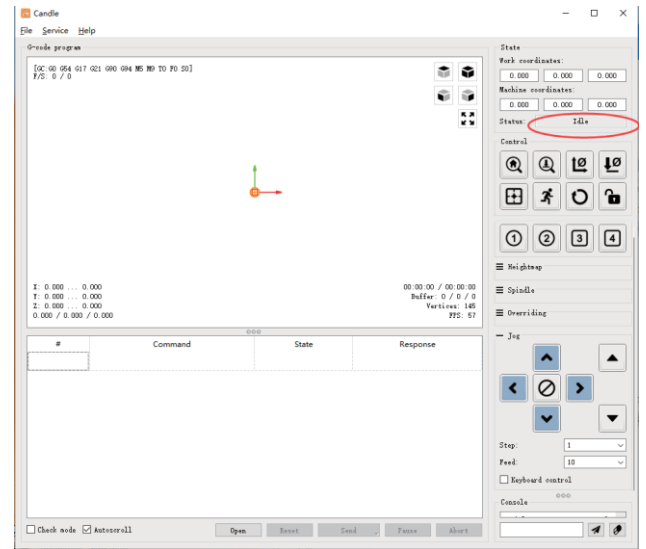 Candle
File Service Help
G-code program
[GC:G0 G54 G17 G21 G90 G94 M5 M9 T0 F0 S0]
F/S: 0 / 0
X: 0.000 ... 0.000
Y: 0.000 ... 0.000
Z: 0.000 ... 0.000
0.000 / 0.000 / 0.000
00:00:00 / 00:00:00
Buffer: 0 / 0 / 0
Vertices: 145
FPS: 57
# Command State Response
Check mode Autoscroll Open Reset Send Pause Abort
State
Work coordinates:
0.000 0.000 0.000
Machine coordinates:
0.000 0.000 0.000
Status: Idle
Control
1 2 3 4
Heightmap
Spindle
Overriding
Jog
Step: 1
Feed: 10
Keyboard control
Console